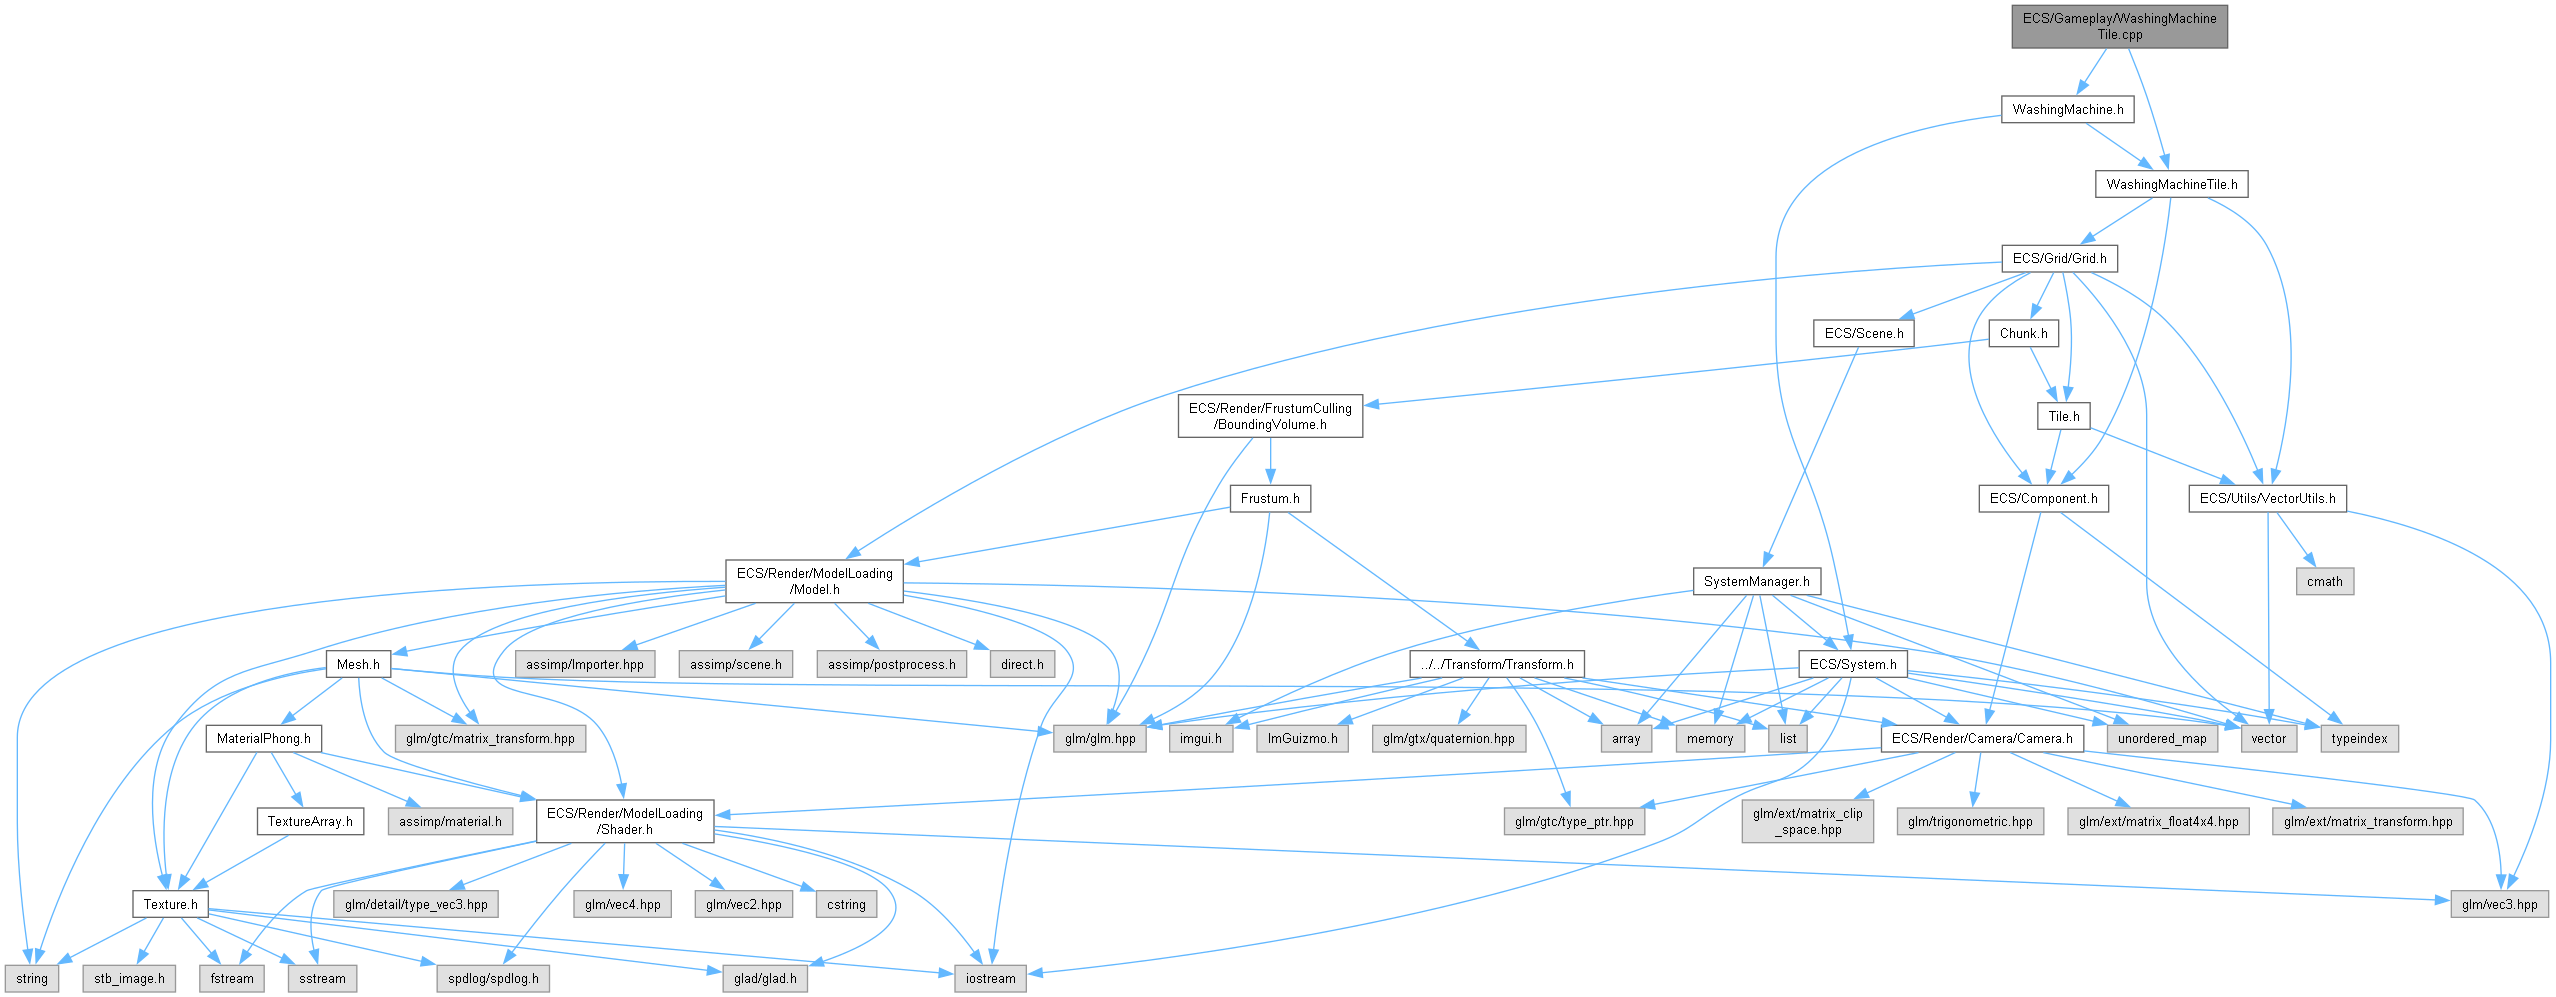 ECS/Gameplay/WashingMachine
Tile.cpp
WashingMachine.h
WashingMachineTile.h
ECS/Grid/Grid.h
ECS/Scene.h
Chunk.h
ECS/Render/FrustumCulling
/BoundingVolume.h
Tile.h
Frustum.h
ECS/Component.h
ECS/Utils/VectorUtils.h
ECS/Render/ModelLoading
/Model.h
SystemManager.h
cmath
Mesh.h
assimp/Importer.hpp
assimp/scene.h
assimp/postprocess.h
direct.h
../../Transform/Transform.h
ECS/System.h
MaterialPhong.h
glm/gtc/matrix_transform.hpp
glm/glm.hpp
imgui.h
ImGuizmo.h
glm/gtx/quaternion.hpp
array
memory
list
ECS/Render/Camera/Camera.h
unordered_map
vector
typeindex
TextureArray.h
assimp/material.h
ECS/Render/ModelLoading
/Shader.h
glm/gtc/type_ptr.hpp
glm/ext/matrix_clip
_space.hpp
glm/trigonometric.hpp
glm/ext/matrix_float4x4.hpp
glm/ext/matrix_transform.hpp
Texture.h
glm/detail/type_vec3.hpp
glm/vec4.hpp
glm/vec2.hpp
cstring
glm/vec3.hpp
string
stb_image.h
fstream
sstream
spdlog/spdlog.h
glad/glad.h
iostream